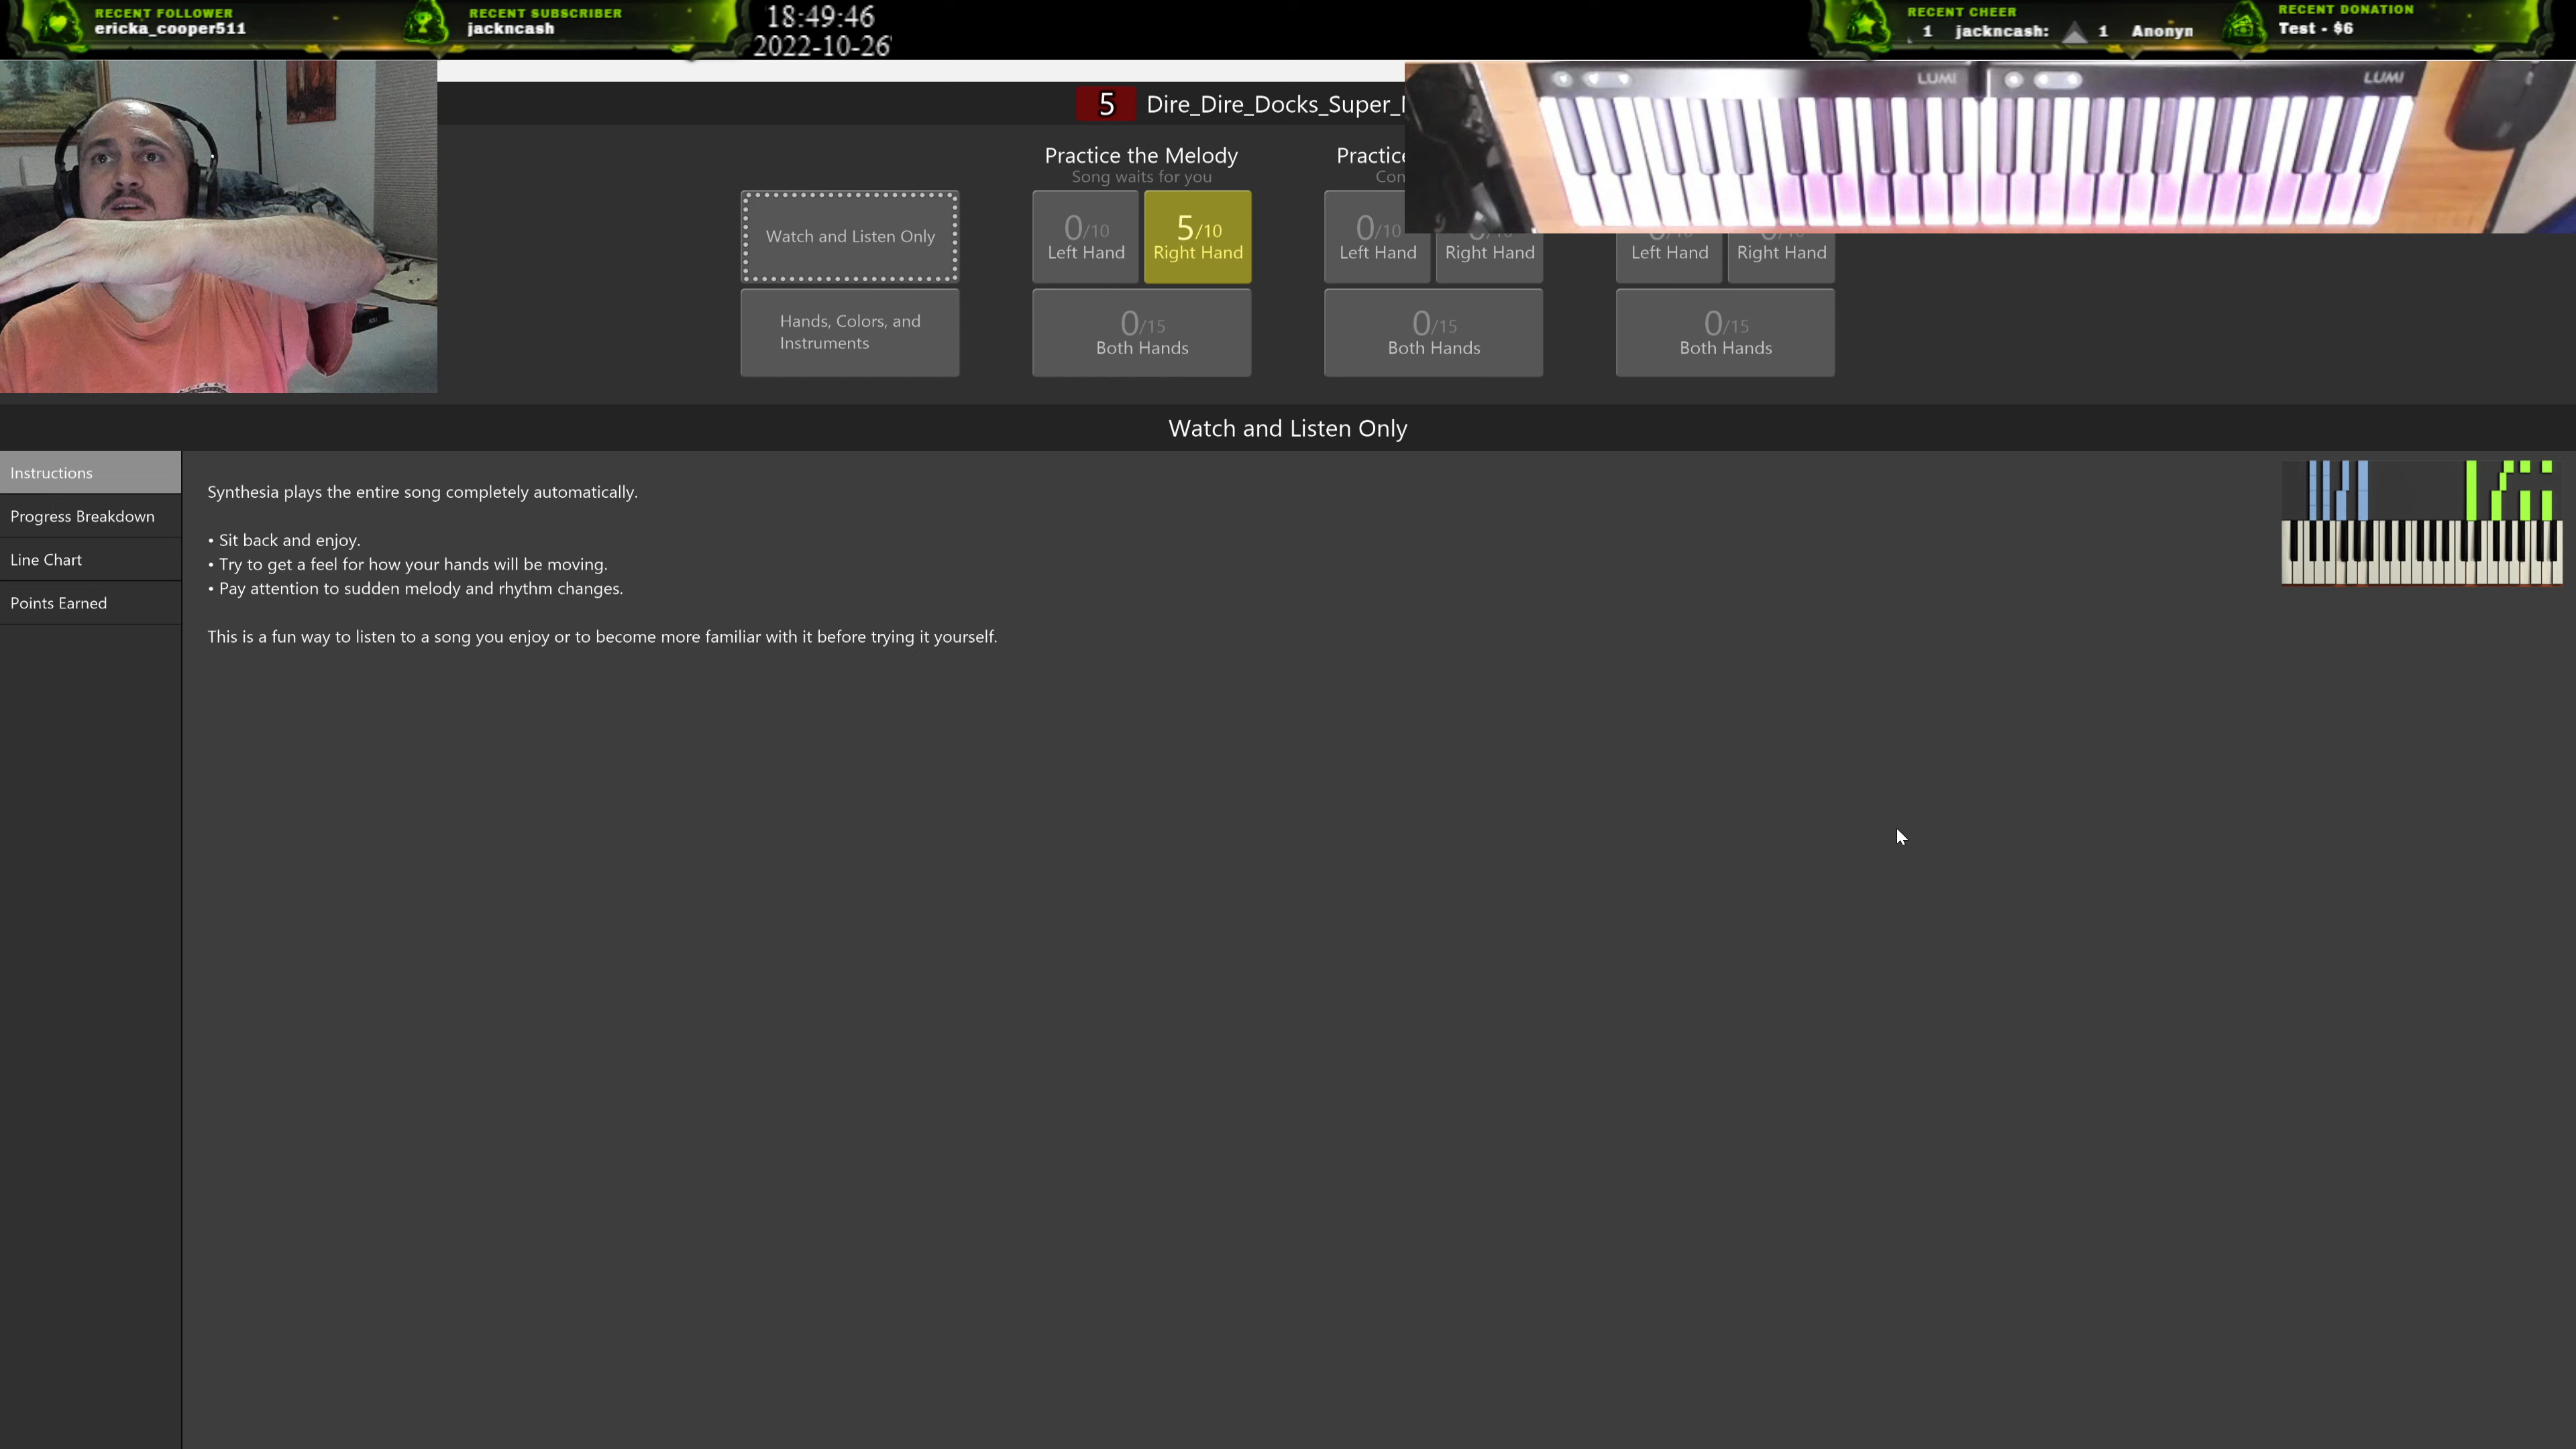 RECENT FOLLOWER
ericka_cooper511
RECENT SUBSCRIBER
jackncash
18:49:46
2022-10-26
RECENT CHEER
1 jackncash: 1 Anonyn
RECENT DONATION
Test - $6
LUMI LUMI
5 Dire_Dire_Docks_Super_
Practice the Melody
Song waits for you
Practice
Con
Watch and Listen Only
0/10
Left Hand
5/10
Right Hand
0/10
Left Hand
Right Hand
Left Hand
Right Hand
Hands, Colors, and
Instruments
0/15
Both Hands
0/15
Both Hands
0/15
Both Hands
Watch and Listen Only
Instructions
Progress Breakdown
Line Chart
Points Earned
Synthesia plays the entire song completely automatically.
• Sit back and enjoy.
• Try to get a feel for how your hands will be moving.
• Pay attention to sudden melody and rhythm changes.
This is a fun way to listen to a song you enjoy or to become more familiar with it before trying it yourself.